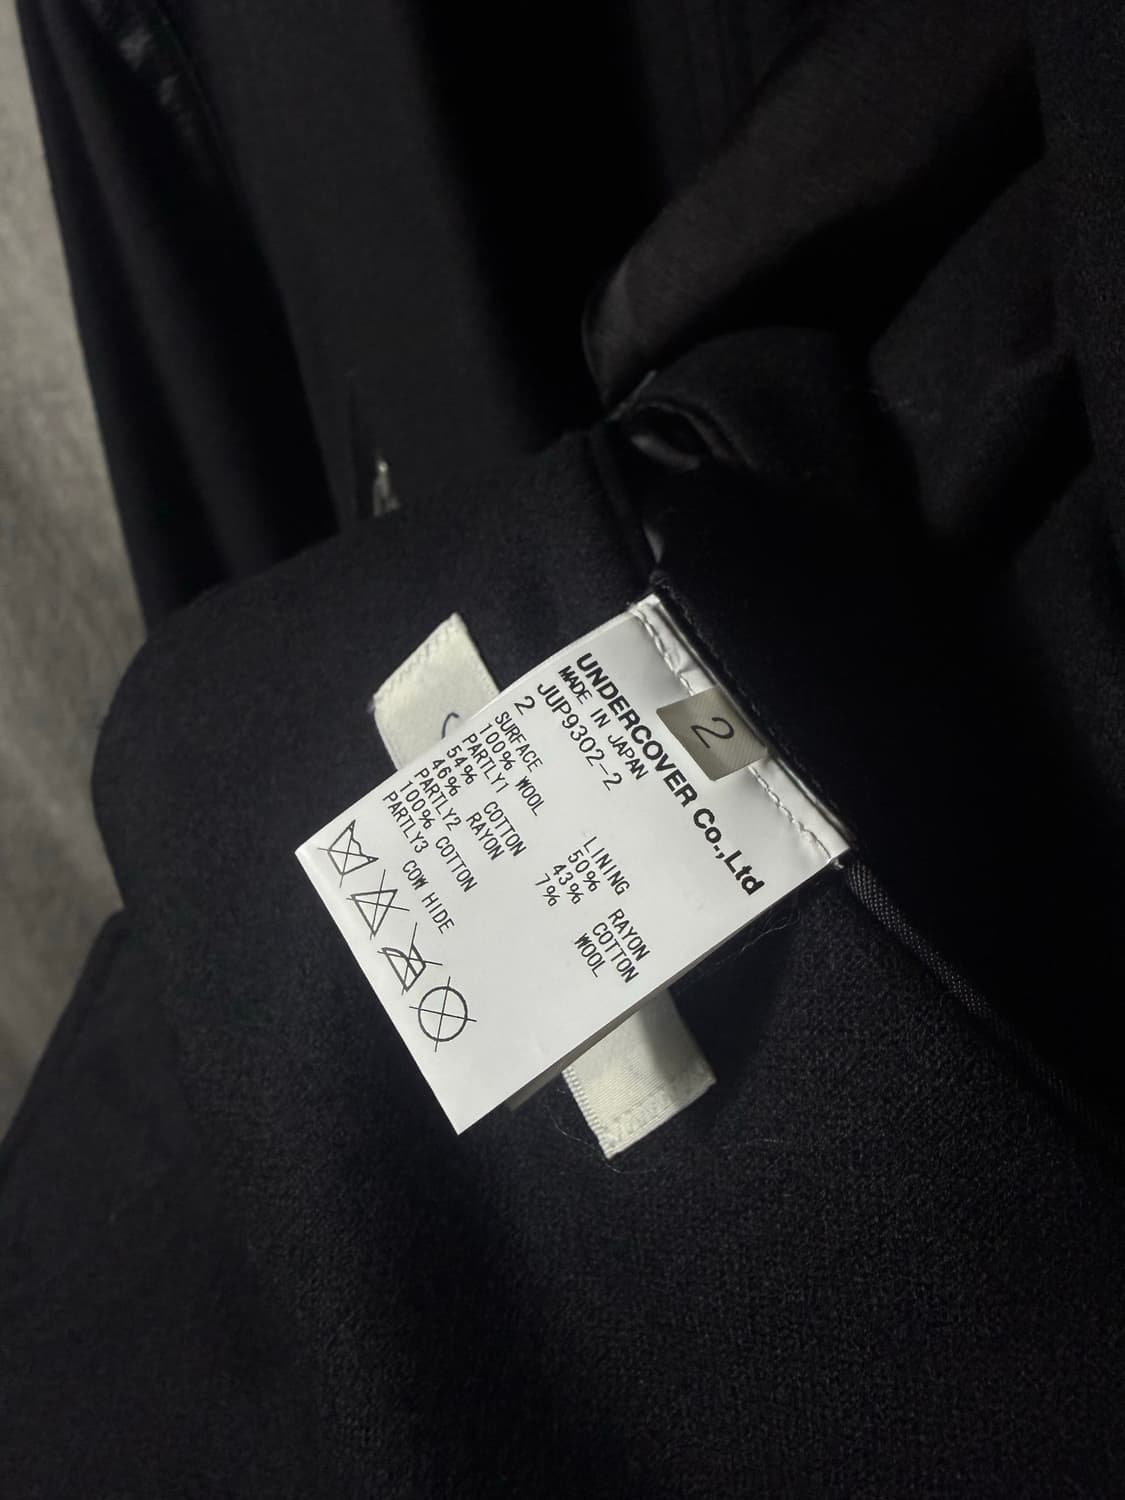 UNDERCOVER Co.,Ltd
MADE IN JAPAN
JUP9302-2
2
2
SURFACE
100% WOOL
PARTLY1
54% COTTON
46% RAYON
PARTLY2
100% COTTON
PARTLY3
COW HIDE
LINING
50% RAYON
43% COTTON
7% WOOL